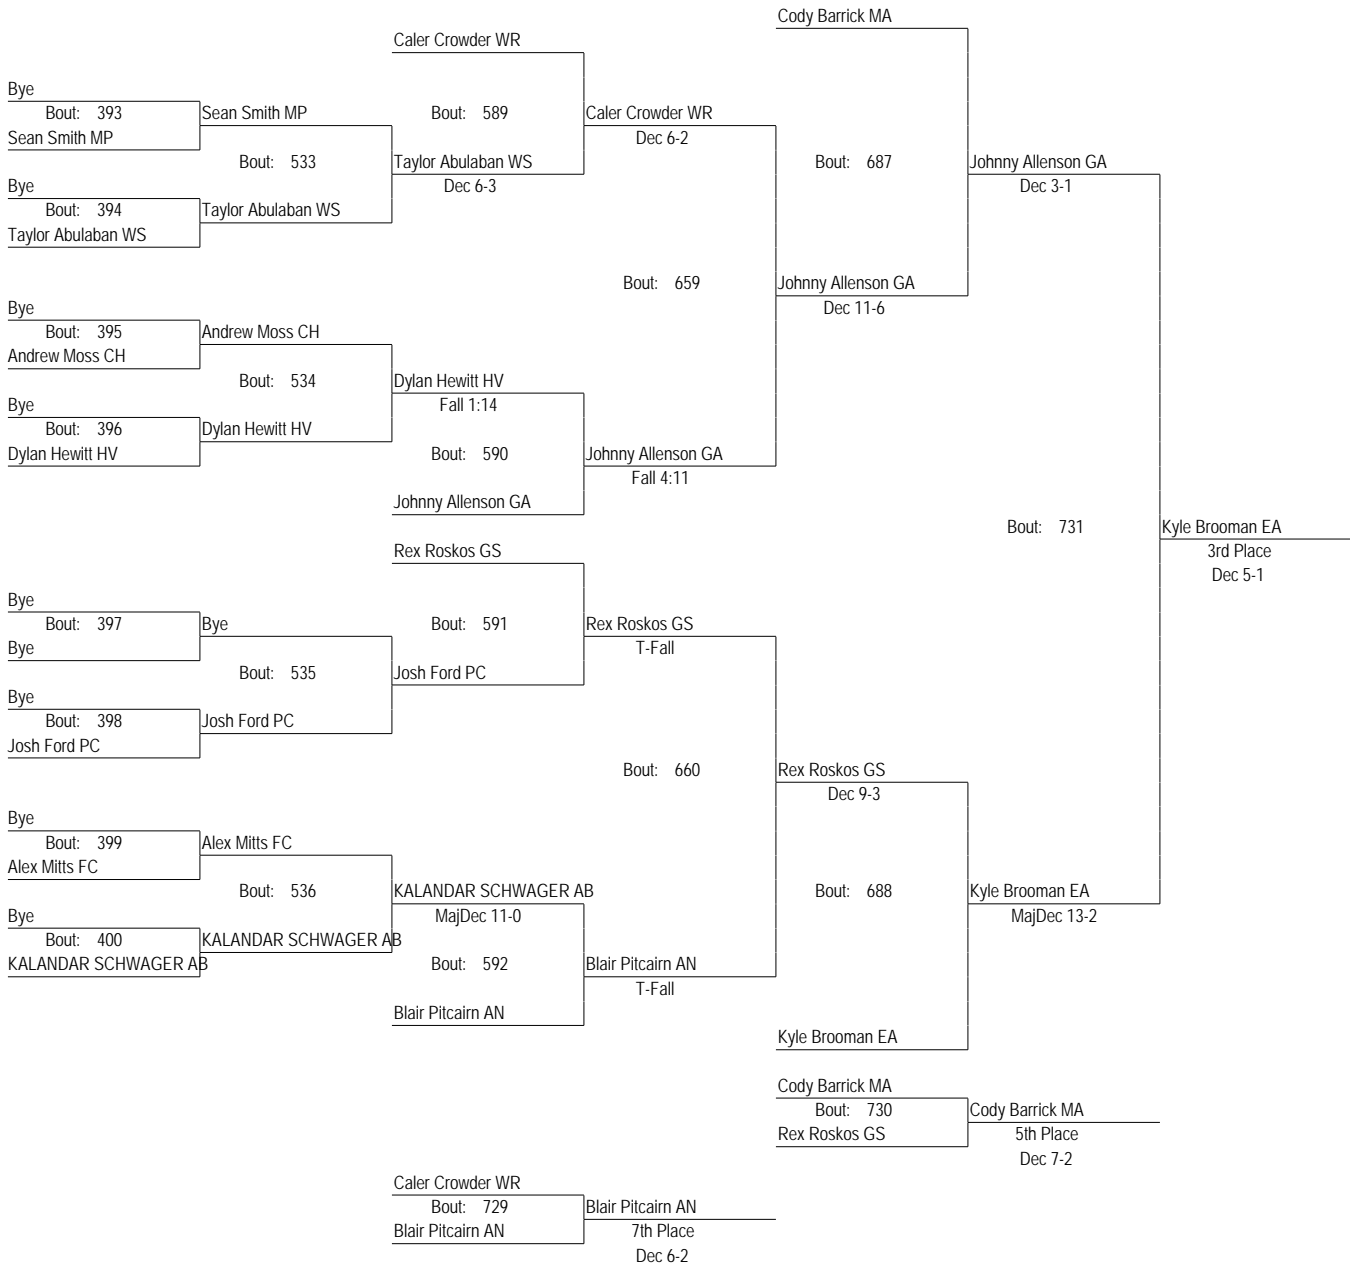 Cody Barrick MA
Caler Crowder WR
Bye
Bout: 393
Sean Smith MP
Bout: 589
Caler Crowder WR
Sean Smith MP
Dec 6-2
Bout: 533
Taylor Abulaban WS
Bout: 687
Johnny Allenson GA
Bye
Dec 6-3
Dec 3-1
Bout: 394
Taylor Abulaban WS
Taylor Abulaban WS
Bout: 659
Johnny Allenson GA
Bye
Dec 11-6
Bout: 395
Andrew Moss CH
Andrew Moss CH
Bout: 534
Dylan Hewitt HV
Bye
Fall 1:14
Bout: 396
Dylan Hewitt HV
Dylan Hewitt HV
Bout: 590
Johnny Allenson GA
Fall 4:11
Johnny Allenson GA
Bout: 731
Kyle Brooman EA
Rex Roskos GS
3rd Place
Dec 5-1
Bye
Bout: 397
Bye
Bout: 591
Rex Roskos GS
Bye
T-Fall
Bout: 535
Josh Ford PC
Bye
Bout: 398
Josh Ford PC
Josh Ford PC
Bout: 660
Rex Roskos GS
Dec 9-3
Bye
Bout: 399
Alex Mitts FC
Alex Mitts FC
Bout: 536
KALANDAR SCHWAGER AB
Bout: 688
Kyle Brooman EA
Bye
MajDec 11-0
MajDec 13-2
Bout: 400
KALANDAR SCHWAGER AB
KALANDAR SCHWAGER AB
Bout: 592
Blair Pitcairn AN
T-Fall
Blair Pitcairn AN
Kyle Brooman EA
Cody Barrick MA
Bout: 730
Cody Barrick MA
Rex Roskos GS
5th Place
Dec 7-2
Caler Crowder WR
Bout: 729
Blair Pitcairn AN
Blair Pitcairn AN
7th Place
Dec 6-2